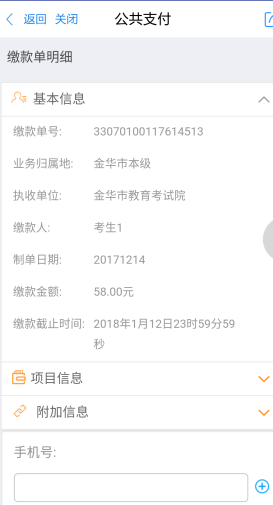 返回 关闭 公共支付
缴款单明细
基本信息
缴款单号: 33070100117614513
业务归属地: 金华市本级
执收单位: 金华市教育考试院
缴款人: 考生1
制单日期: 20171214
缴款金额: 58.00元
缴款截止时间: 2018年1月12日23时59分59
秒
项目信息
附加信息
手机号: